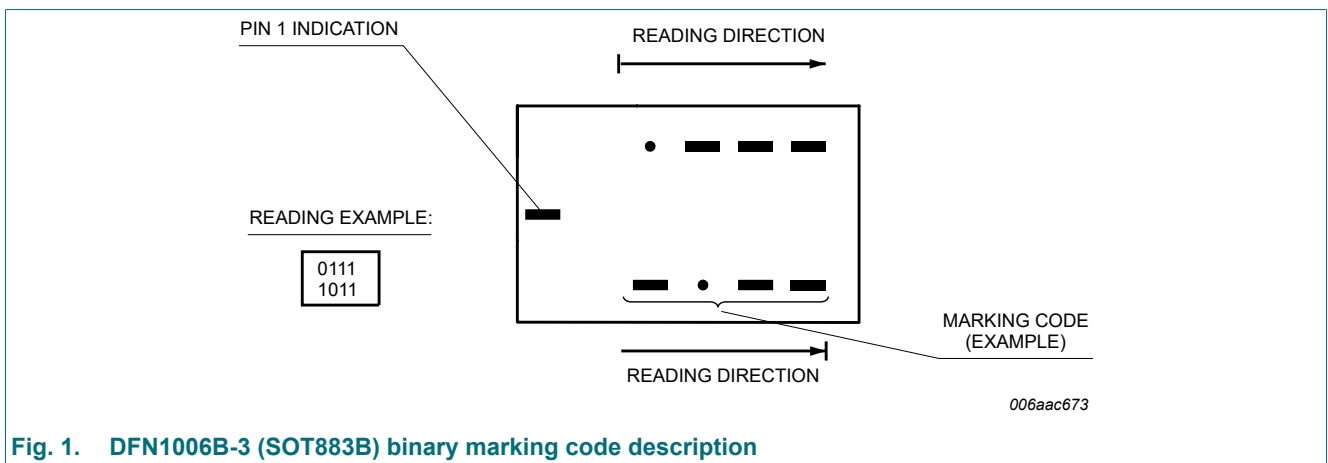 PIN 1 INDICATION
READING DIRECTION
READING EXAMPLE:
0111
1011
MARKING CODE
(EXAMPLE)
READING DIRECTION
006aac673
Fig. 1. DFN1006B-3 (SOT883B) binary marking code description